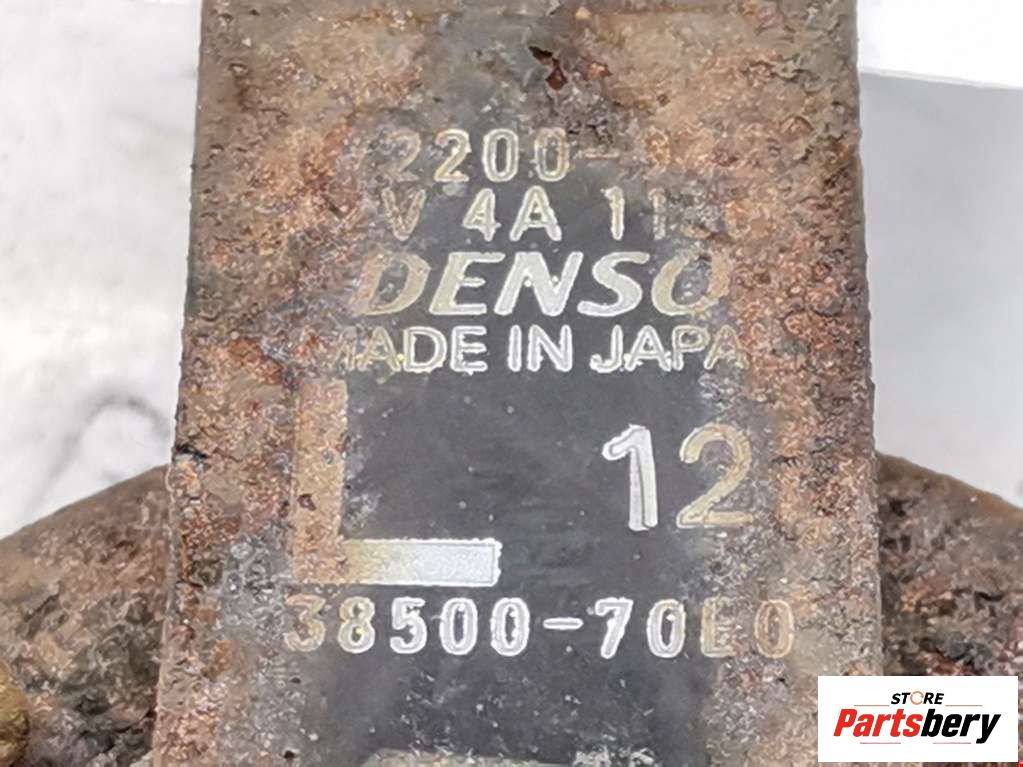 2200-
V 4A 11
DENSO
MADE IN JAPA
L 12
38500-70E0
STORE
Partsbery